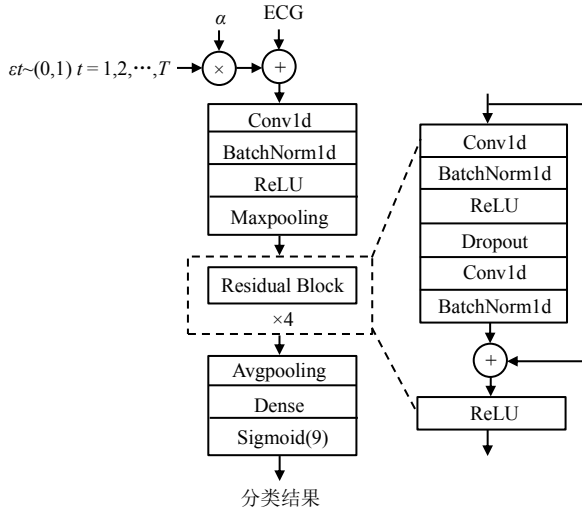 α
ECG
εt~(0,1) t = 1,2,⋯,T
×
+
Conv1d
BatchNorm1d
ReLU
Maxpooling
Residual Block
×4
Avgpooling
Dense
Sigmoid(9)
分类结果
Conv1d
BatchNorm1d
ReLU
Dropout
Conv1d
BatchNorm1d
+
ReLU